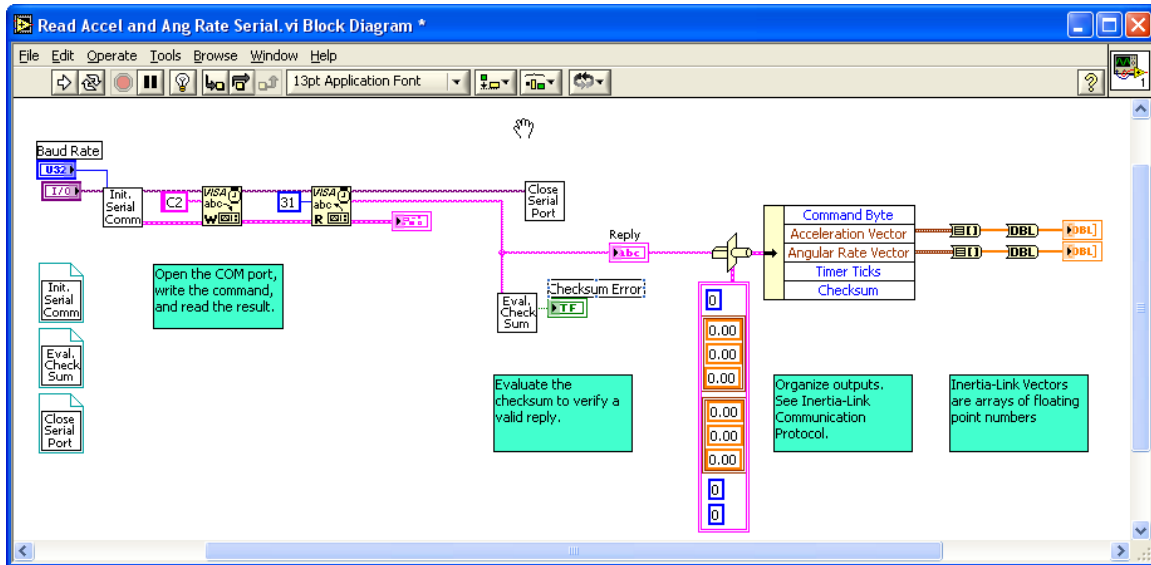 Read Accel and Ang Rate Serial.vi Block Diagram *
File Edit Operate Tools Browse Window Help
13pt Application Font
1
Baud Rate
U32
I/O
Init.
Serial
Comm
C2
VISA
abc
W
31
VISA
abc
R
Close
Serial
Port
Reply
abc
Command Byte
Acceleration Vector
Angular Rate Vector
Timer Ticks
Checksum
DBL
DBL]
DBL
DBL]
Init.
Serial
Comm
Open the COM port,
write the command,
and read the result.
Eval.
Check
Sum
Checksum Error
TF
0
0.00
0.00
0.00
0.00
0.00
0.00
0
0
Eval.
Check
Sum
Close
Serial
Port
Evaluate the
checksum to verify a
valid reply.
Organize outputs.
See Inertia-Link
Communication
Protocol.
Inertia-Link Vectors
are arrays of floating
point numbers